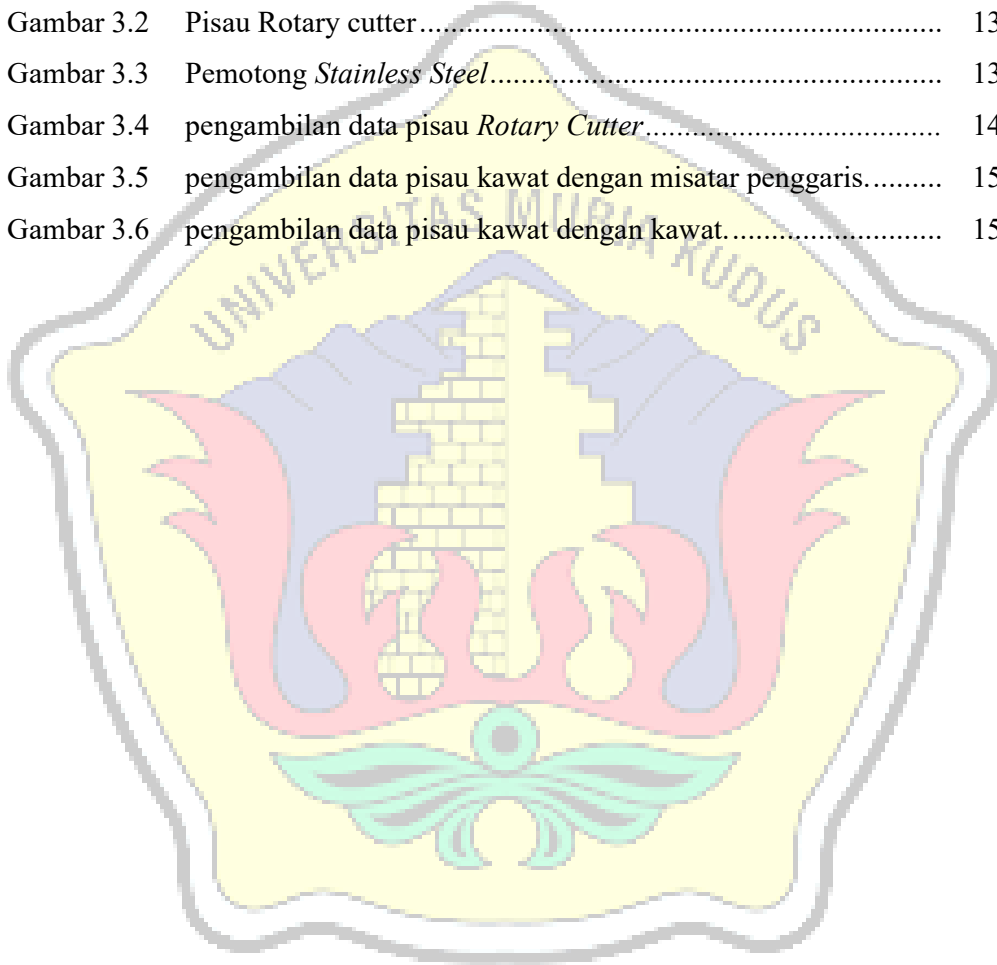 Gambar 3.2 Pisau Rotary cutter................................................................... 13
Gambar 3.3 Pemotong Stainless Steel.......................................................... 13
Gambar 3.4 pengambilan data pisau Rotary Cutter...................................... 14
Gambar 3.5 pengambilan data pisau kawat dengan misatar penggaris.......... 15
Gambar 3.6 pengambilan data pisau kawat dengan kawat............................ 15
UNIVERSITAS MURIA KUDUS